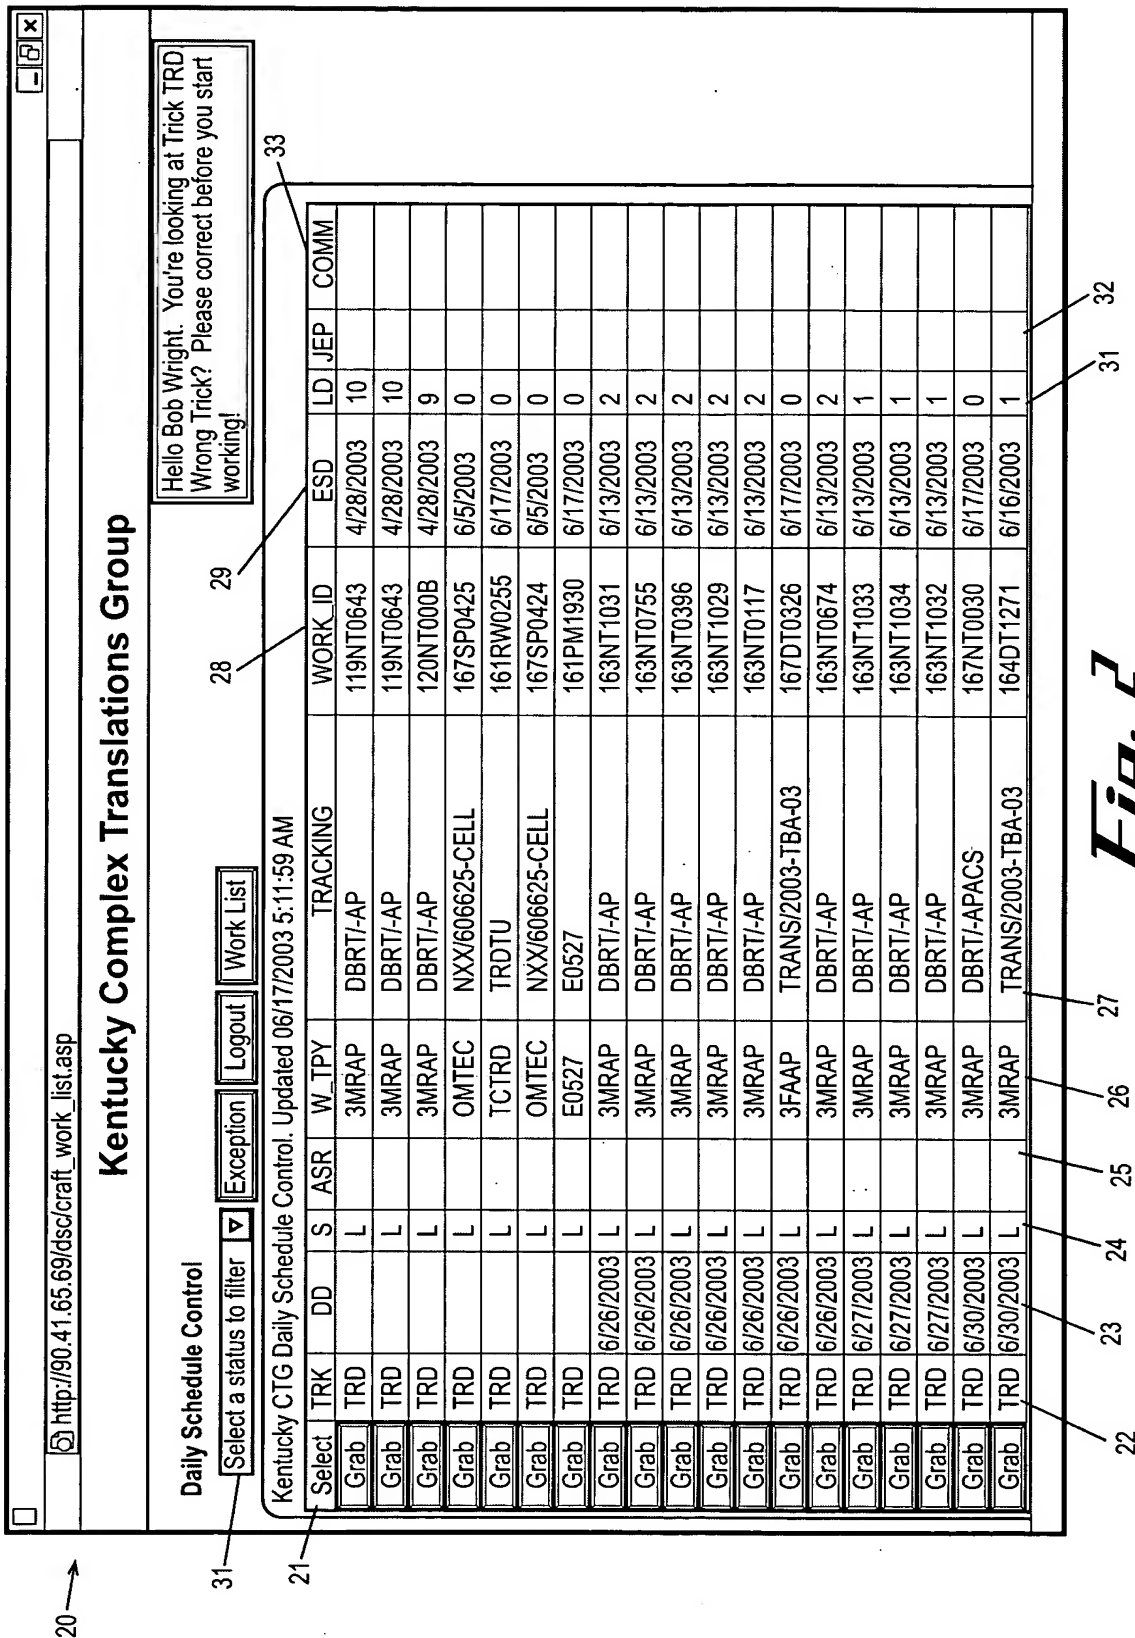 20
http://90.41.65.69/dsc/craft_work_list.asp
Kentucky Complex Translations Group
Daily Schedule Control
Hello Bob Wright. You're looking at Trick TRD
Wrong Trick? Please correct before you start
working!
31 Select a status to filter Exception Logout Work List
28 29 33
Kentucky CTG Daily Schedule Control. Updated 06/17/2003 5:11:59 AM
21 Select TRK DD S ASR W_TPY TRACKING WORK_ID ESD LD JEP COMM
Grab TRD L 3MRAP DBRT/-AP 119NT0643 4/28/2003 10
Grab TRD L 3MRAP DBRT/-AP 119NT0643 4/28/2003 10
Grab TRD L 3MRAP DBRT/-AP 120NT000B 4/28/2003 9
Grab TRD L OMTEC NXX/606625-CELL 167SP0425 6/5/2003 0
Grab TRD L TCTRD TRDTU 161RW0255 6/17/2003 0
Grab TRD L OMTEC NXX/606625-CELL 167SP0424 6/5/2003 0
Grab TRD L E0527 E0527 161PM1930 6/17/2003 0
Grab TRD 6/26/2003 L 3MRAP DBRT/-AP 163NT1031 6/13/2003 2
Grab TRD 6/26/2003 L 3MRAP DBRT/-AP 163NT0755 6/13/2003 2
Grab TRD 6/26/2003 L 3MRAP DBRT/-AP 163NT0396 6/13/2003 2
Grab TRD 6/26/2003 L 3MRAP DBRT/-AP 163NT1029 6/13/2003 2
Grab TRD 6/26/2003 L 3MRAP DBRT/-AP 163NT0117 6/13/2003 2
Grab TRD 6/26/2003 L 3FAAP TRANS/2003-TBA-03 167DT0326 6/17/2003 0
Grab TRD 6/26/2003 L 3MRAP DBRT/-AP 163NT0674 6/13/2003 2
Grab TRD 6/27/2003 L 3MRAP DBRT/-AP 163NT1033 6/13/2003 1
Grab TRD 6/27/2003 L 3MRAP DBRT/-AP 163NT1034 6/13/2003 1
Grab TRD 6/27/2003 L 3MRAP DBRT/-AP 163NT1032 6/13/2003 1
Grab TRD 6/30/2003 L 3MRAP DBRT/-APACS 167NT0030 6/17/2003 0
Grab TRD 6/30/2003 L 3MRAP TRANS/2003-TBA-03 164DT1271 6/16/2003 1
22 23 24 25 26 27 31 32
Fig. 2